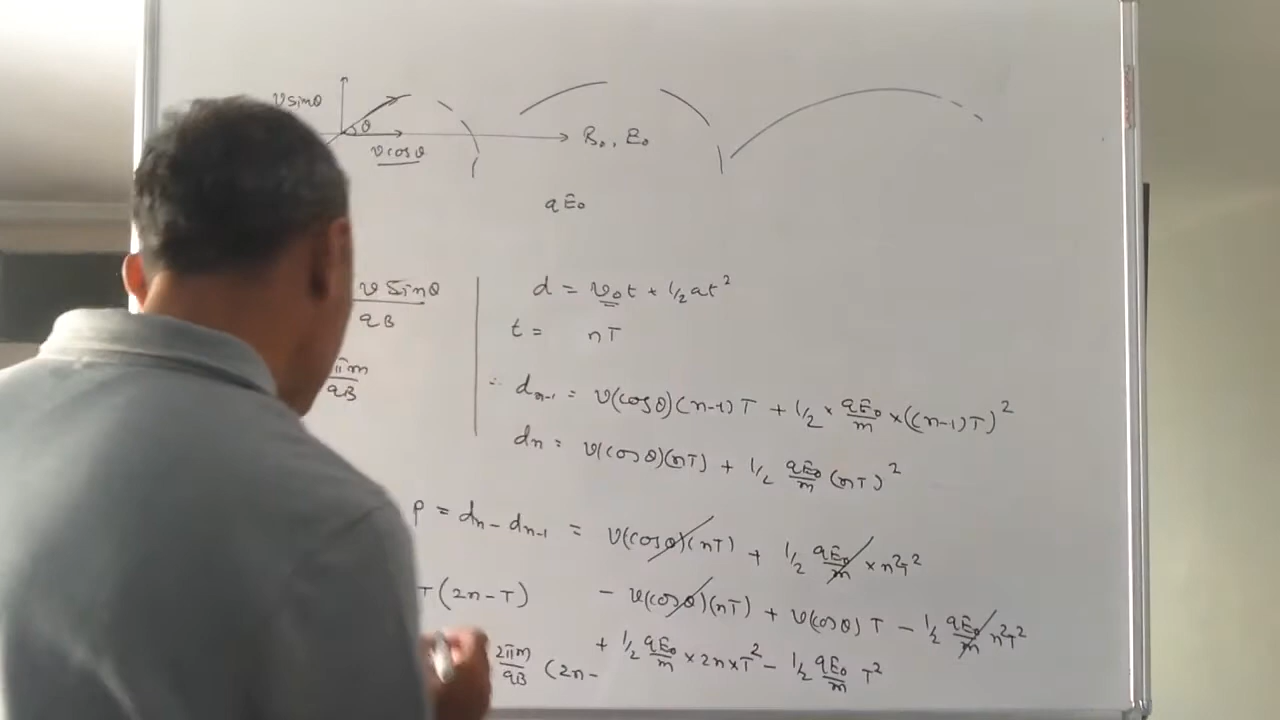 v sinθ
θ
v cosθ
B₀, E₀
qE₀
v Sinθ / qB
πm / qB
d = v₀t + 1/2 at²
t = nT
∴ dₙ₋₁ = v(cosθ)(n-1)T + 1/2 × qE₀/m × ((n-1)T)²
dₙ = v(cosθ)(nT) + 1/2 qE₀/m (nT)²
P = dₙ - dₙ₋₁ = v(cosθ)(nT) + 1/2 qE₀/m × n²T²
T(2n-T) - v(cosθ)(nT) + v(cosθ)T - 1/2 qE₀/m n²T²
+ 1/2 qE₀/m × 2n×T² - 1/2 qE₀/m T²
2πm/qB (2n-